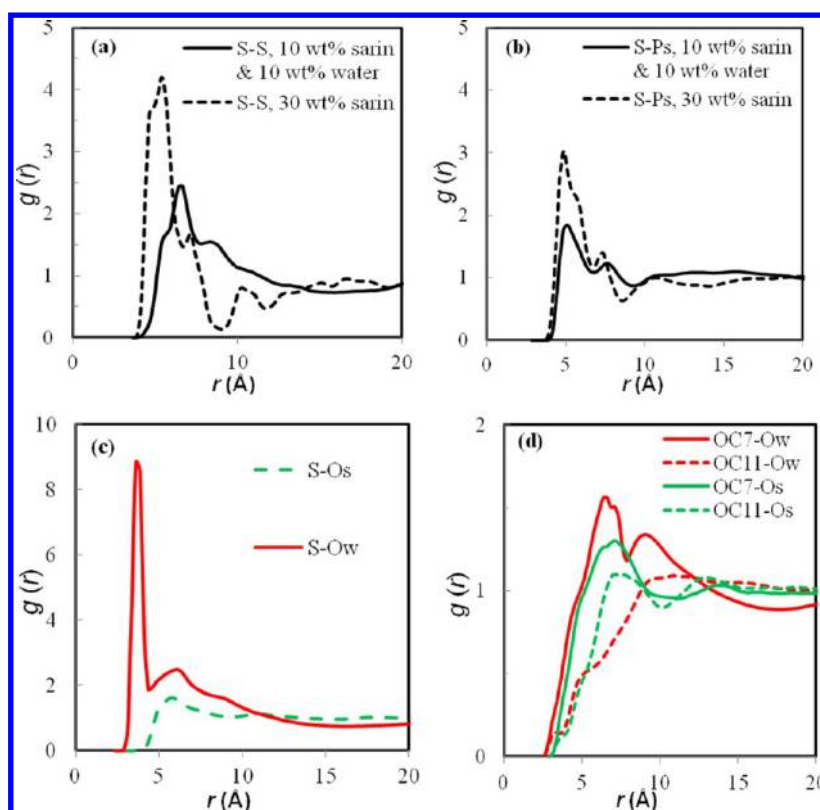 (a)
S-S, 10 wt% sarin
& 10 wt% water
S-S, 30 wt% sarin
g (r)
5
4
3
2
1
0
0 10 20
r (Å)
(b)
S-Ps, 10 wt% sarin
& 10 wt% water
S-Ps, 30 wt% sarin
g (r)
5
4
3
2
1
0
0 5 10 15 20
r (Å)
(c)
S-Os
S-Ow
g (r)
10
8
6
4
2
0
0 5 10 15 20
r (Å)
(d)
OC7-Ow
OC11-Ow
OC7-Os
OC11-Os
g (r)
2
1
0
0 5 10 15 20
r (Å)